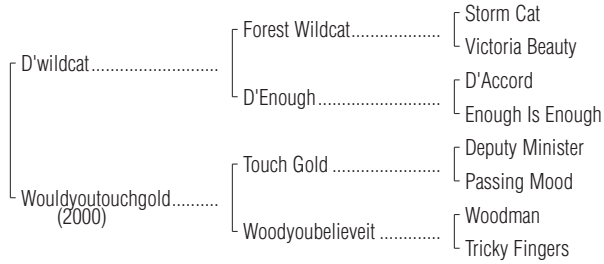 Storm Cat
Forest Wildcat....................
Victoria Beauty
D'wildcat............................
D'Accord
D'Enough...........................
Enough Is Enough
Deputy Minister
Touch Gold ........................
Passing Mood
Wouldyoutouchgold..........
(2000)
Woodman
Woodyoubelieveit ..............
Tricky Fingers